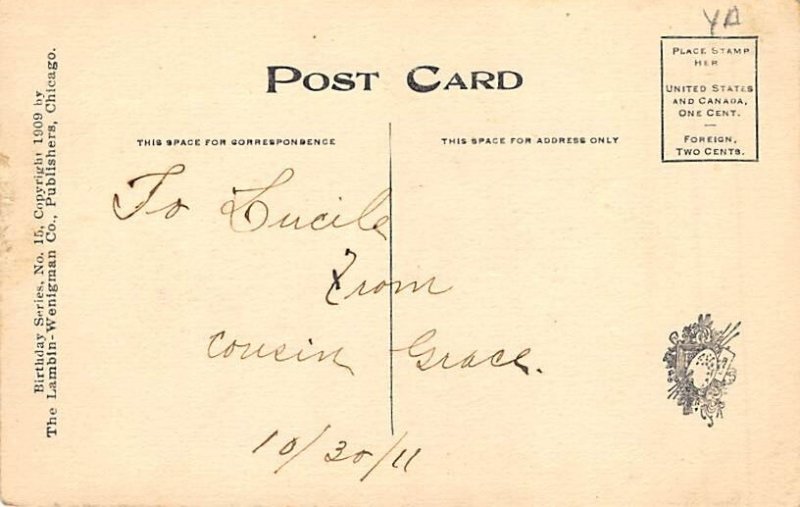 YA
POST CARD
PLACE STAMP
HER
UNITED STATES
AND CANADA,
ONE CENT.
FOREIGN,
TWO CENTS.
THIS SPACE FOR CORRESPONDENCE
THIS SPACE FOR ADDRESS ONLY
To Lucile
From
cousin Grace.
10/30/11
Birthday Series, No. 15, Copyright 1909 by
The Lambin-Wenigman Co., Publishers, Chicago.